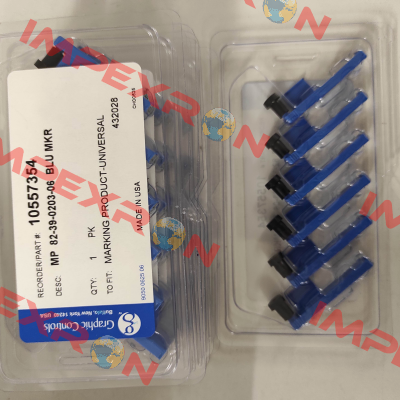 REORDER/PART #: 10557354
DESC: MP 82-39-0203-06 BLU MKR
QTY: 1 PK
TO FIT: MARKING PRODUCT-UNIVERSAL
432028
MADE IN USA
Graphic Controls
Buffalo, New York 14240 USA
IMPEXRON
IMPEXRON
IMPEXRON